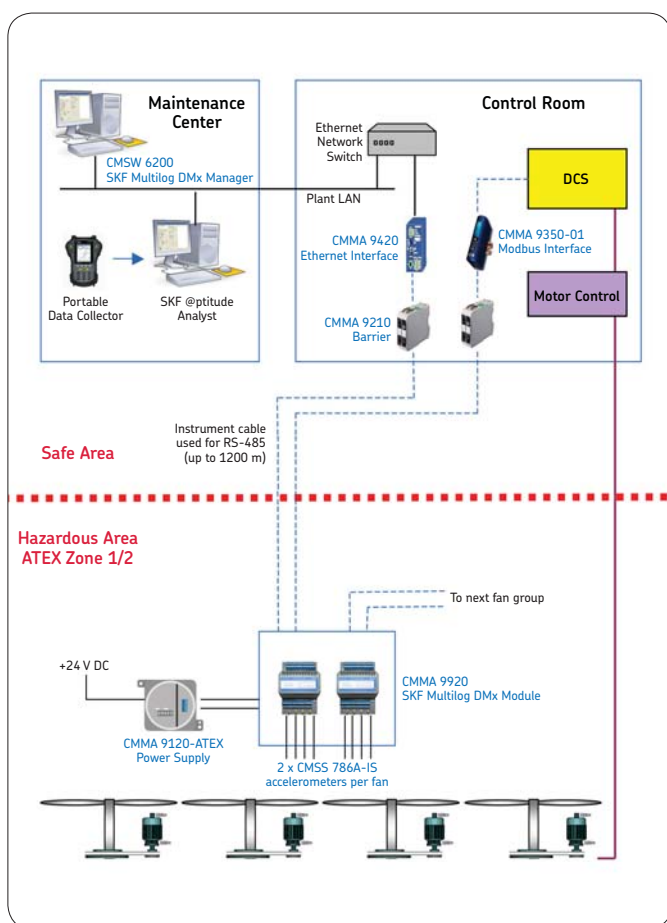 Maintenance
Center
CMSW 6200
SKF Multilog DMx Manager
Portable
Data Collector
SKF @ptitude
Analyst
Control Room
Ethernet
Network
Switch
Plant LAN
CMMA 9420
Ethernet Interface
CMMA 9210
Barrier
CMMA 9350-01
Modbus Interface
DCS
Motor Control
Instrument cable
used for RS-485
(up to 1200 m)
Safe Area
Hazardous Area
ATEX Zone 1/2
To next fan group
+24 V DC
CMMA 9120-ATEX
Power Supply
CMMA 9920
SKF Multilog DMx Module
2 x CMSS 786A-IS
accelerometers per fan